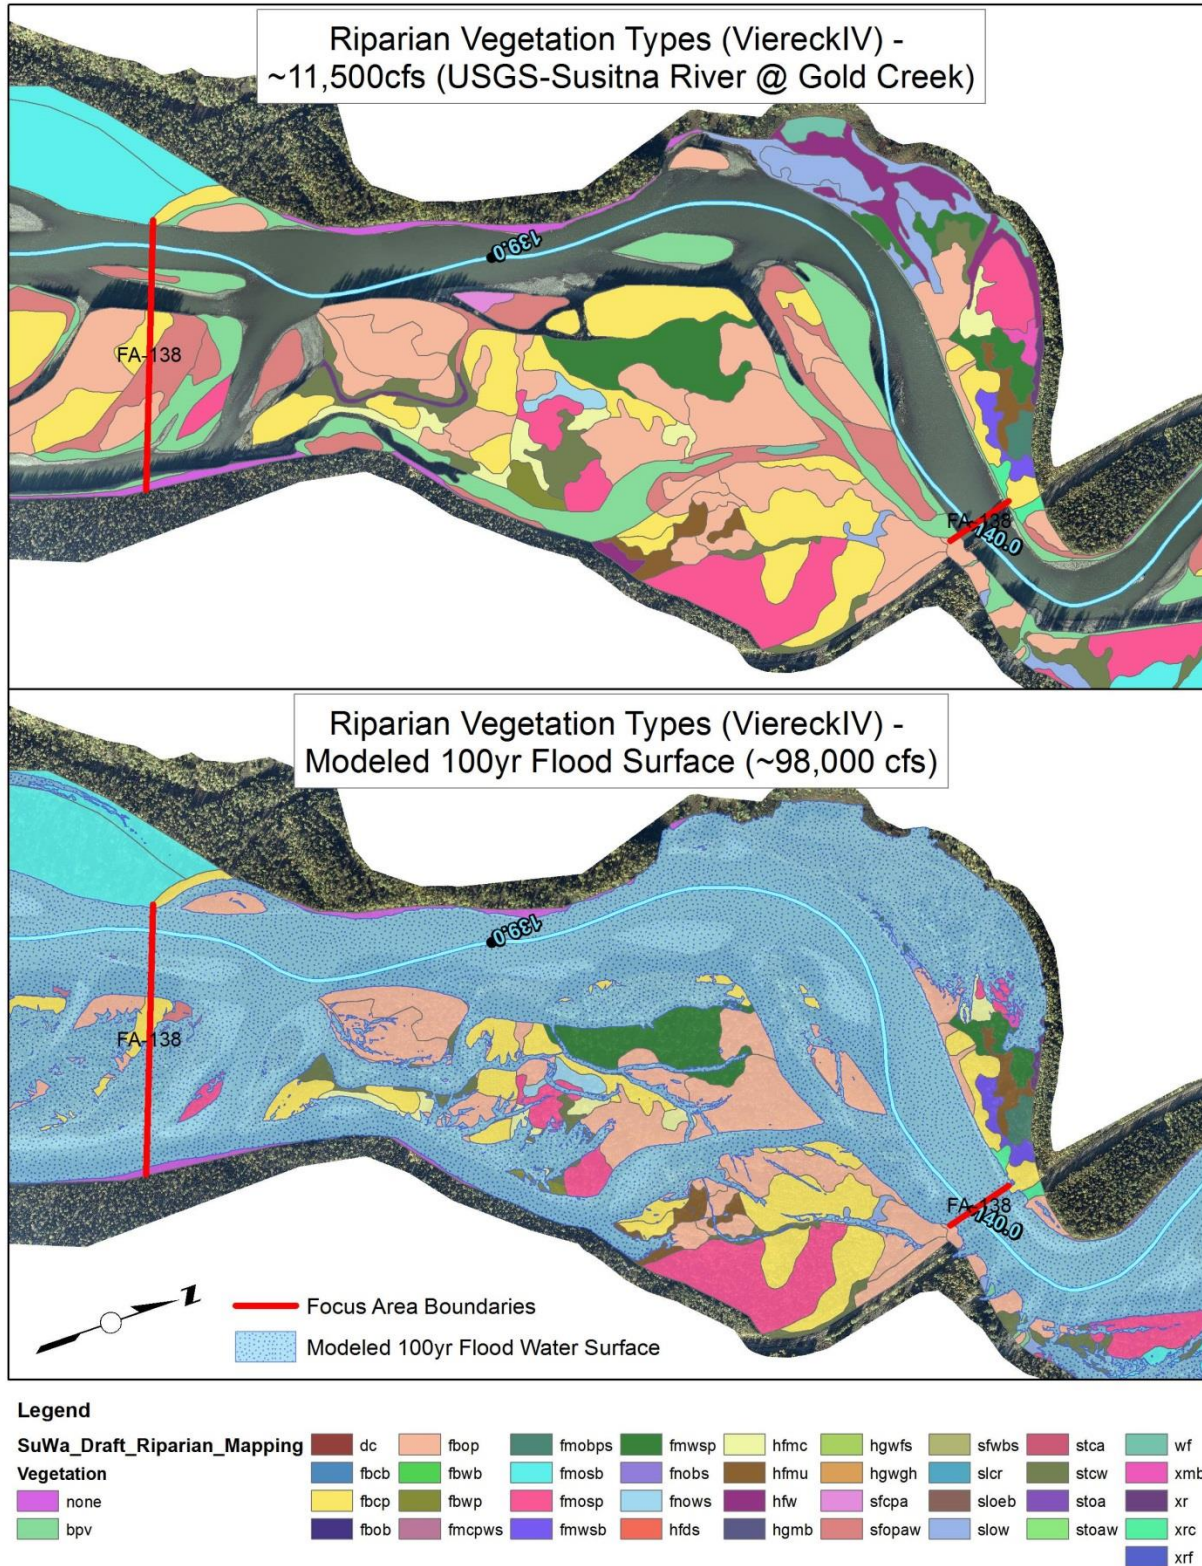 Riparian Vegetation Types (ViereckIV) -
~11,500cfs (USGS-Susitna River @ Gold Creek)
139.0
FA-138
FA-138
140.0
Riparian Vegetation Types (ViereckIV) -
Modeled 100yr Flood Surface (~98,000 cfs)
139.0
FA-138
FA-138
140.0
N
Focus Area Boundaries
Modeled 100yr Flood Water Surface
Legend
SuWa_Draft_Riparian_Mapping
Vegetation
none
bpv
dc
fbcb
fbcp
fbob
fbop
fbwb
fbwp
fmcpws
fmobps
fmosb
fmosp
fmwsb
fmwsp
fnobs
fnows
hfds
hfmc
hfmu
hfw
hgmb
hgwfs
hgwgh
sfcpa
sfopaw
sfwbs
slcr
sloeb
slow
stca
stcw
stoa
stoaw
wf
xmb
xr
xrc
xrf